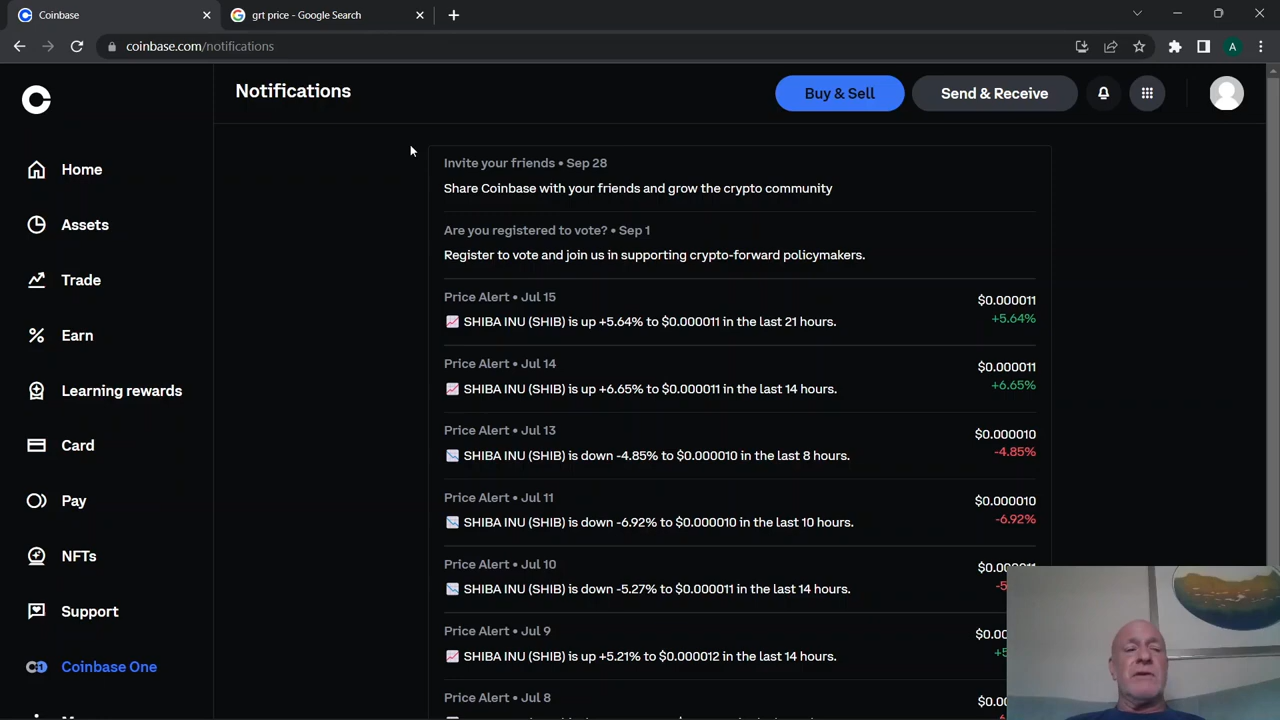 Coinbase
grt price - Google Search
coinbase.com/notifications
A
Notifications
Buy & Sell
Send & Receive
Home
Assets
Trade
Earn
Learning rewards
Card
Pay
NFTs
Support
Coinbase One
Invite your friends • Sep 28
Share Coinbase with your friends and grow the crypto community
Are you registered to vote? • Sep 1
Register to vote and join us in supporting crypto-forward policymakers.
Price Alert • Jul 15
$0.000011
SHIBA INU (SHIB) is up +5.64% to $0.000011 in the last 21 hours.
+5.64%
Price Alert • Jul 14
$0.000011
SHIBA INU (SHIB) is up +6.65% to $0.000011 in the last 14 hours.
+6.65%
Price Alert • Jul 13
$0.000010
SHIBA INU (SHIB) is down -4.85% to $0.000010 in the last 8 hours.
-4.85%
Price Alert • Jul 11
$0.000010
SHIBA INU (SHIB) is down -6.92% to $0.000010 in the last 10 hours.
-6.92%
Price Alert • Jul 10
SHIBA INU (SHIB) is down -5.27% to $0.000011 in the last 14 hours.
Price Alert • Jul 9
SHIBA INU (SHIB) is up +5.21% to $0.000012 in the last 14 hours.
Price Alert • Jul 8